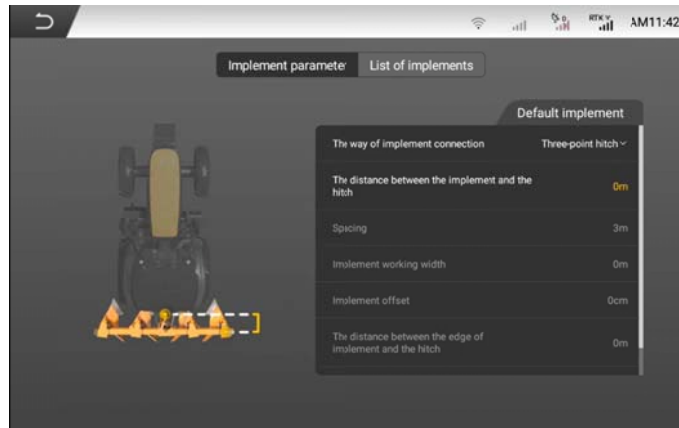 RTK
AM11:42
Implement parameter
List of implements
Default implement
The way of implement connection
Three-point hitch
The distance between the implement and the
hitch
0m
Spacing
3m
Implement working width
0m
Implement offset
0cm
The distance between the edge of
implement and the hitch
0m